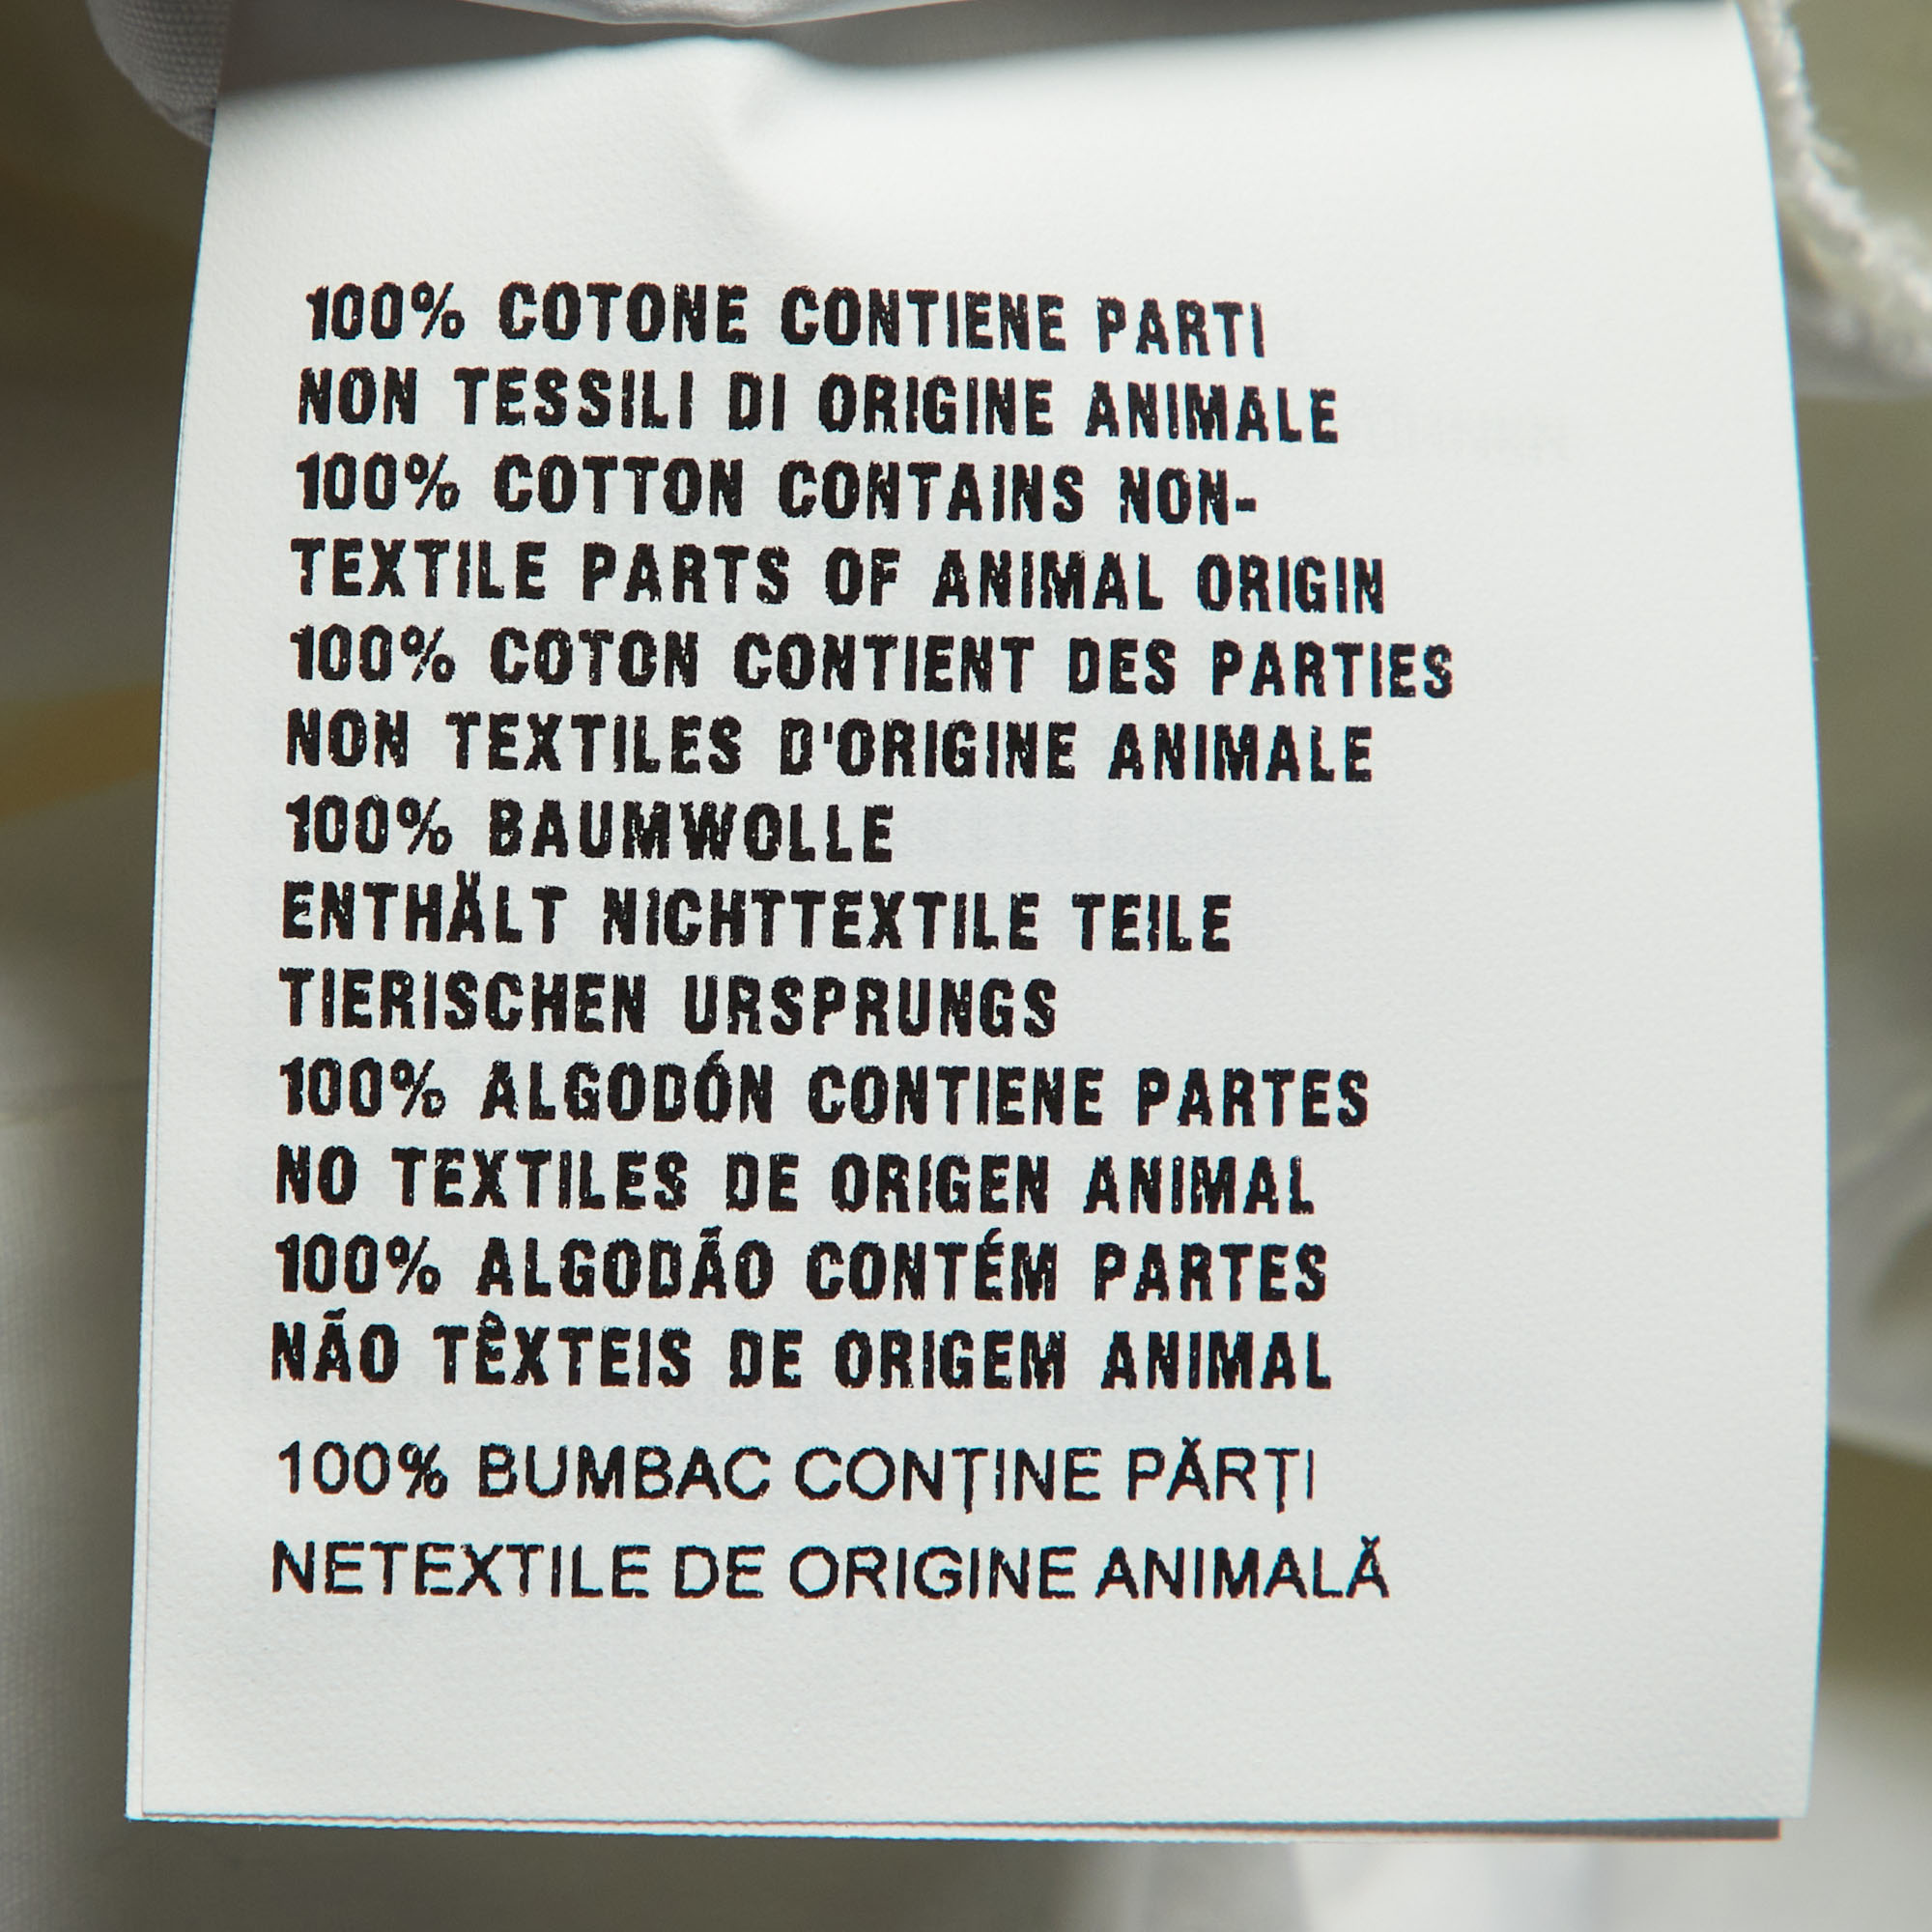 100% COTONE CONTIENE PARTI
NON TESSILI DI ORIGINE ANIMALE
100% COTTON CONTAINS NON-
TEXTILE PARTS OF ANIMAL ORIGIN
100% COTON CONTIENT DES PARTIES
NON TEXTILES D'ORIGINE ANIMALE
100% BAUMWOLLE
ENTHÄLT NICHTTEXTILE TEILE
TIERISCHEN URSPRUNGS
100% ALGODÓN CONTIENE PARTES
NO TEXTILES DE ORIGEN ANIMAL
100% ALGODÃO CONTÉM PARTES
NÃO TÊXTEIS DE ORIGEM ANIMAL
100% BUMBAC CONȚINE PĂRȚI
NETEXTILE DE ORIGINE ANIMALĂ